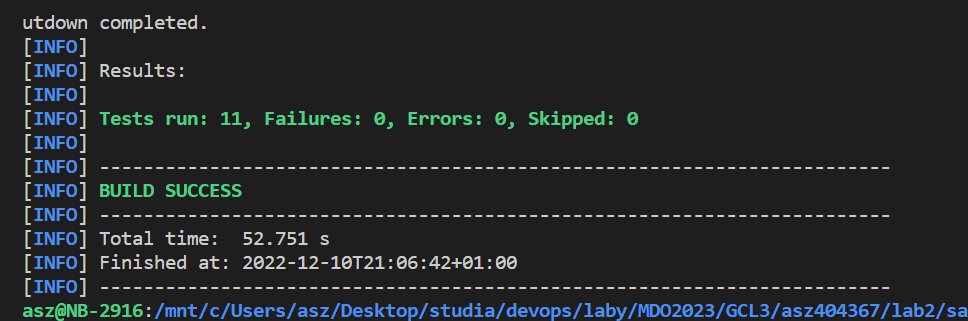 utdown completed.
[INFO]
[INFO] Results:
[INFO]
[INFO] Tests run: 11, Failures: 0, Errors: 0, Skipped: 0
[INFO]
[INFO] ------------------------------------------------------------------------
[INFO] BUILD SUCCESS
[INFO] ------------------------------------------------------------------------
[INFO] Total time:  52.751 s
[INFO] Finished at: 2022-12-10T21:06:42+01:00
[INFO] ------------------------------------------------------------------------
asz@NB-2916:/mnt/c/Users/asz/Desktop/studia/devops/laby/MDO2023/GCL3/asz404367/lab2/sa